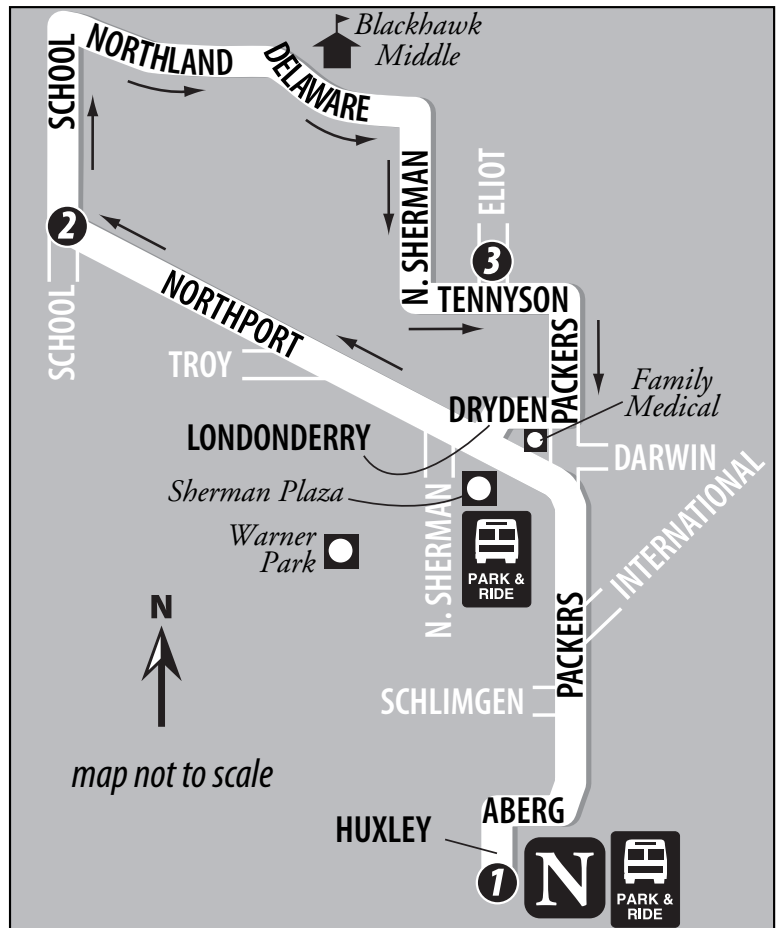 Blackhawk
Middle
NORTHLAND
DELAWARE
SCHOOL
N. SHERMAN
ELIOT
2
3
TENNYSON
NORTHPORT
SCHOOL
PACKERS
TROY
Family
Medical
DRYDEN
LONDONDERRY
DARWIN
Sherman Plaza
INTERNATIONAL
Warner
Park
N. SHERMAN
PARK &
RIDE
N
PACKERS
SCHLIMGEN
map not to scale
ABERG
HUXLEY
1
N
PARK &
RIDE